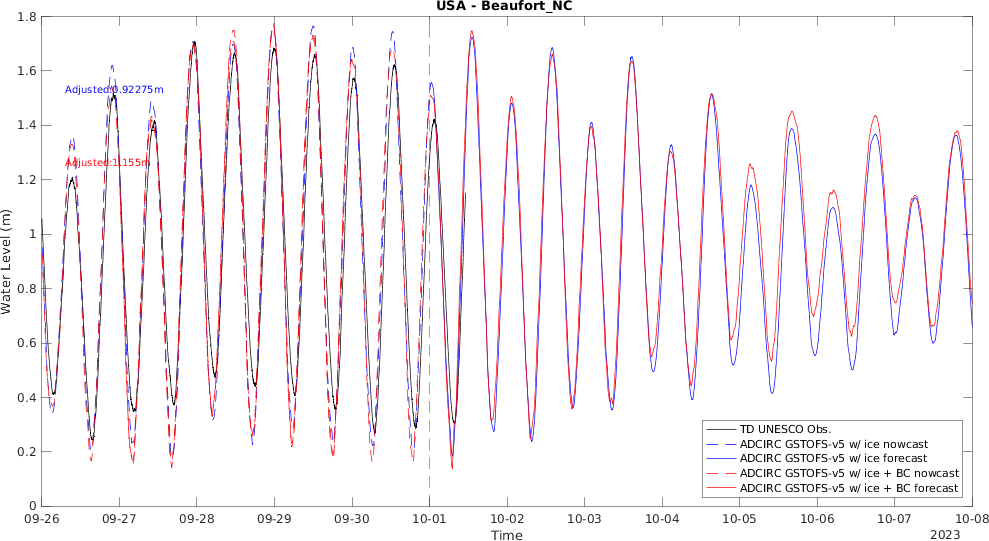 USA - Beaufort_NC
1.8
1.6
1.4
1.2
1
0.8
0.6
0.4
0.2
0
Water Level (m)
Adjusted:0.92275m
Adjusted:1.155m
TD UNESCO Obs.
ADCIRC GSTOFS-v5 w/ ice nowcast
ADCIRC GSTOFS-v5 w/ ice forecast
ADCIRC GSTOFS-v5 w/ ice + BC nowcast
ADCIRC GSTOFS-v5 w/ ice + BC forecast
09-26 09-27 09-28 09-29 09-30 10-01 10-02 10-03 10-04 10-05 10-06 10-07 10-08
Time
2023